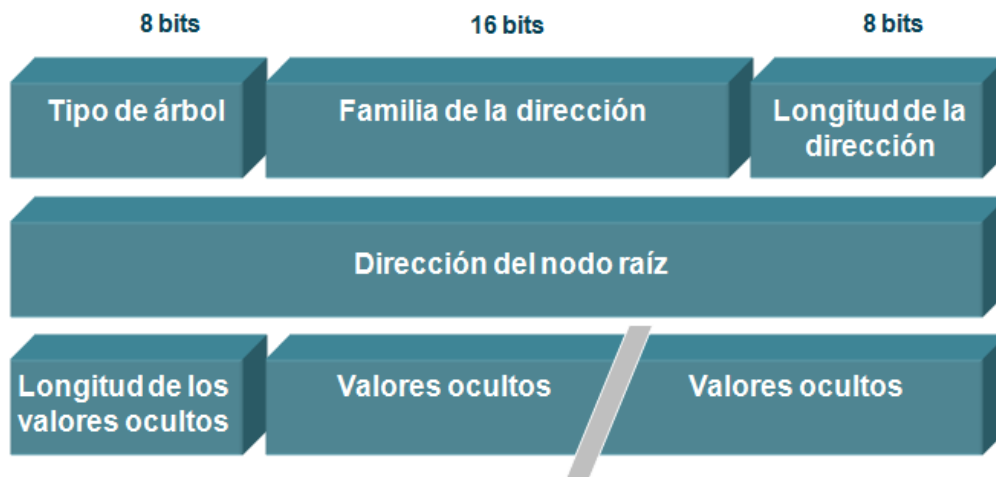 8 bits
16 bits
8 bits
Tipo de árbol
Familia de la dirección
Longitud de la
dirección
Dirección del nodo raíz
Longitud de los
valores ocultos
Valores ocultos
Valores ocultos